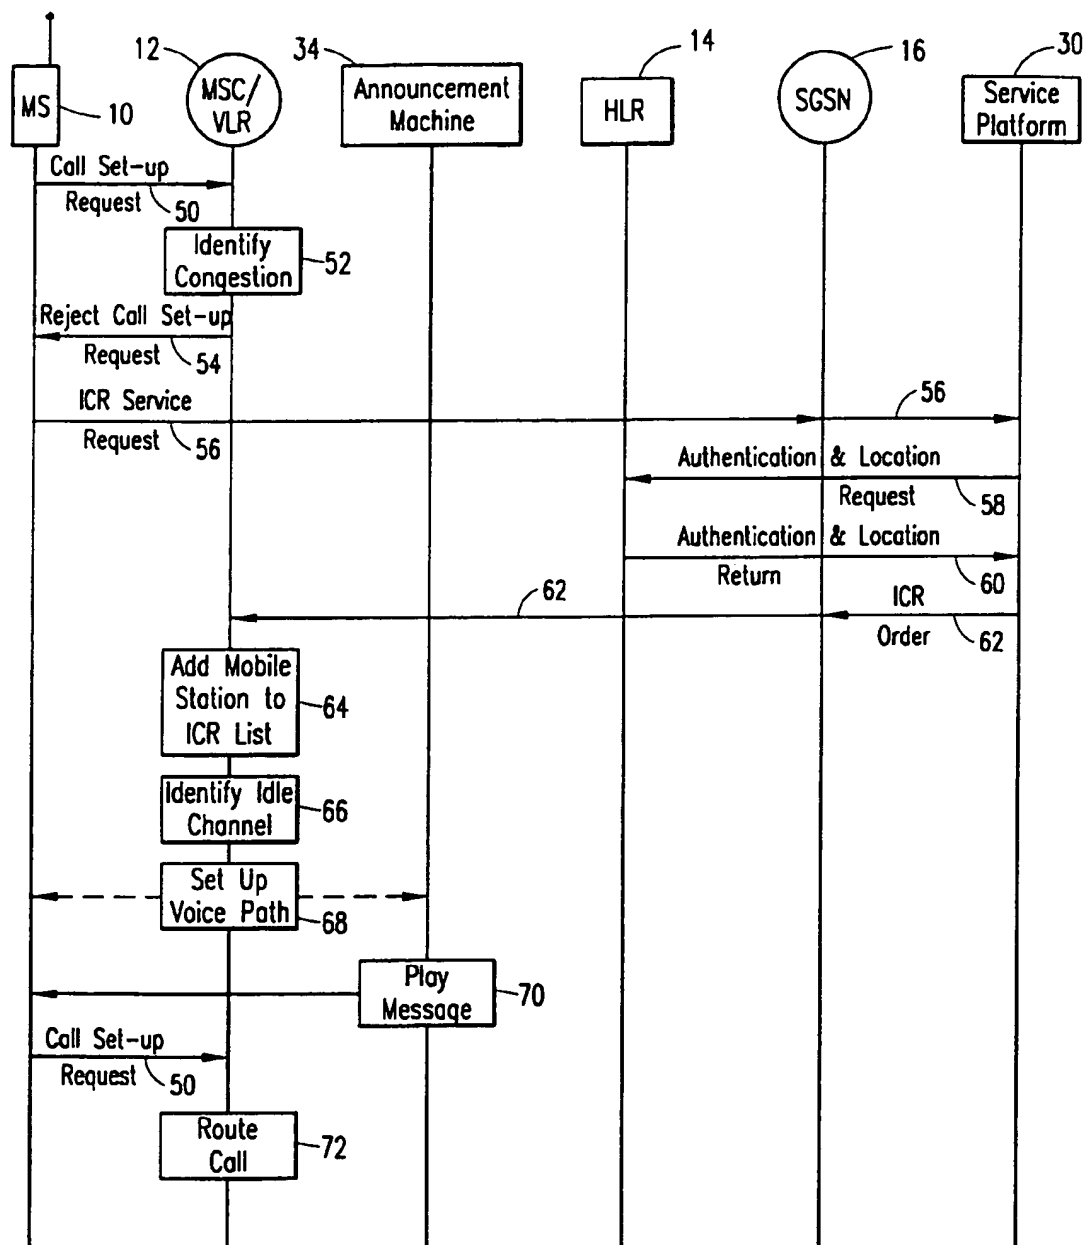 MS
10
12
MSC/
VLR
34
Announcement
Machine
14
HLR
16
SGSN
30
Service
Platform
Call Set-up
Request
50
Identify
Congestion
52
Reject Call Set-up
Request
54
ICR Service
Request
56
56
Authentication & Location
Request
58
Authentication & Location
Return
60
62
ICR
Order
62
Add Mobile
Station to
ICR List
64
Identify Idle
Channel
66
Set Up
Voice Path
68
Play
Message
70
Call Set-up
Request
50
Route
Call
72